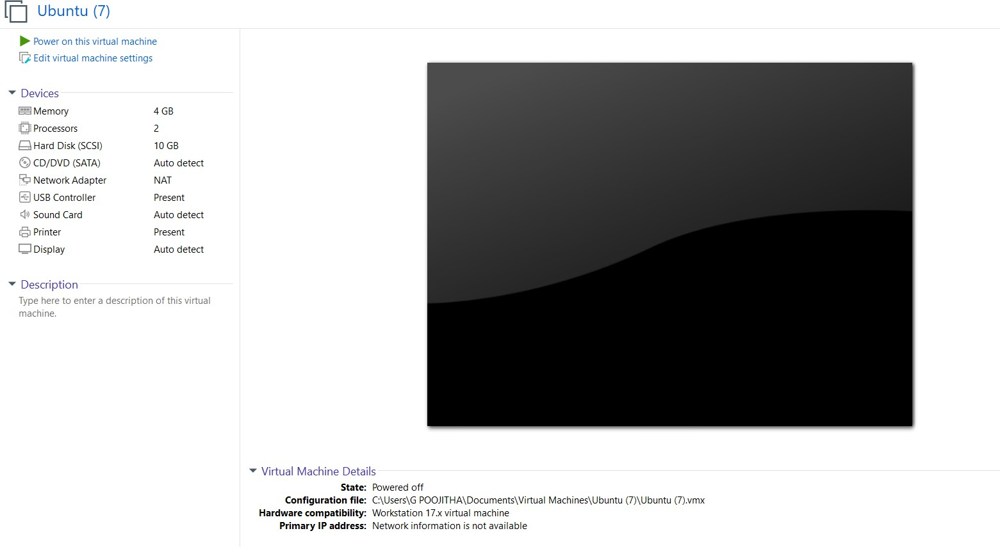 Ubuntu (7)
Power on this virtual machine
Edit virtual machine settings
Devices
Memory 4 GB
Processors 2
Hard Disk (SCSI) 10 GB
CD/DVD (SATA) Auto detect
Network Adapter NAT
USB Controller Present
Sound Card Auto detect
Printer Present
Display Auto detect
Description
Type here to enter a description of this virtual
machine.
Virtual Machine Details
State: Powered off
Configuration file: C:\Users\G POOJITHA\Documents\Virtual Machines\Ubuntu (7)\Ubuntu (7).vmx
Hardware compatibility: Workstation 17.x virtual machine
Primary IP address: Network information is not available